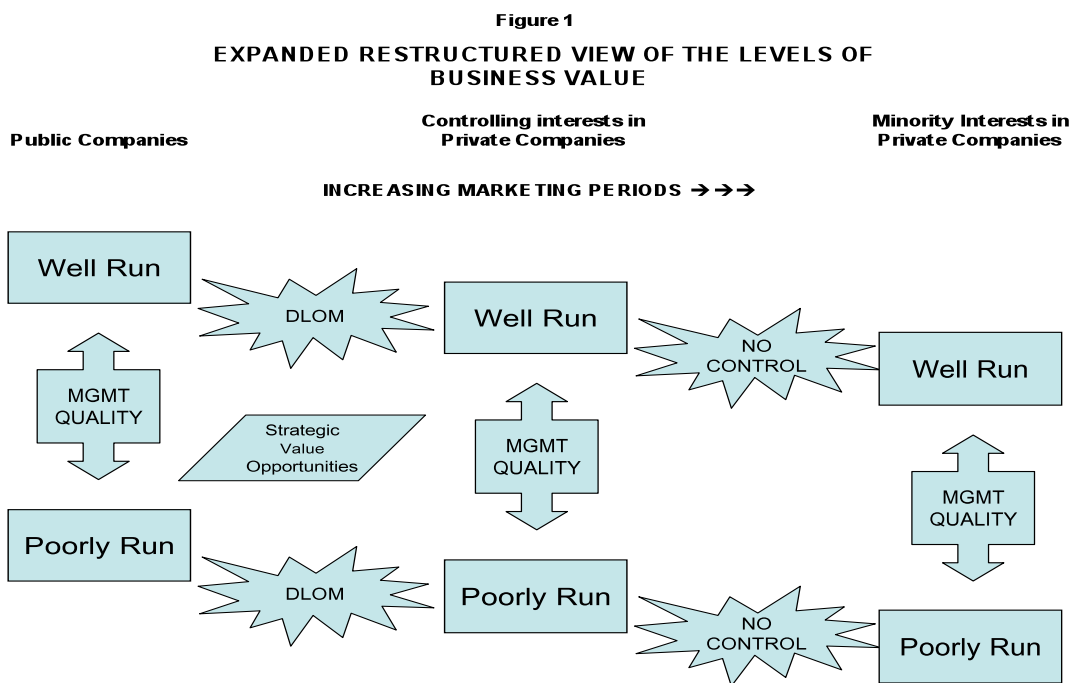 Figure 1
EXPANDED RESTRUCTURED VIEW OF THE LEVELS OF
BUSINESS VALUE
Public Companies
Controlling interests in
Private Companies
Minority Interests in
Private Companies
INCREASING MARKETING PERIODS → → →
Well Run
DLOM
Well Run
NO
CONTROL
Well Run
MGMT
QUALITY
Strategic
Value
Opportunities
MGMT
QUALITY
MGMT
QUALITY
Poorly Run
DLOM
Poorly Run
NO
CONTROL
Poorly Run